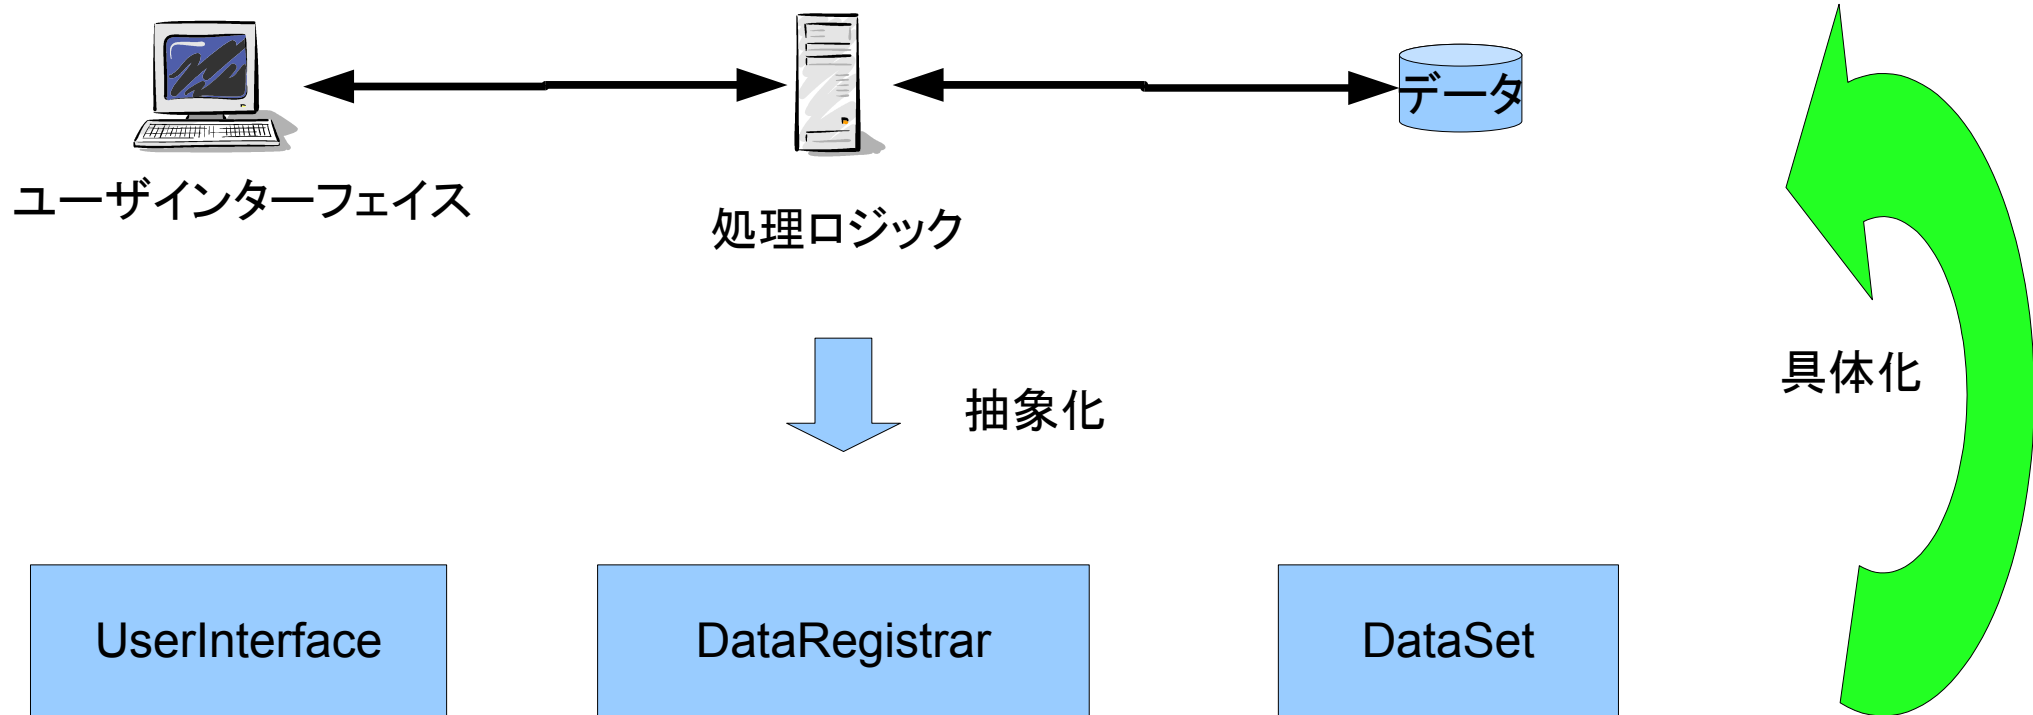 データ
ユーザインターフェイス
処理ロジック
具体化
抽象化
UserInterface
DataRegistrar
DataSet